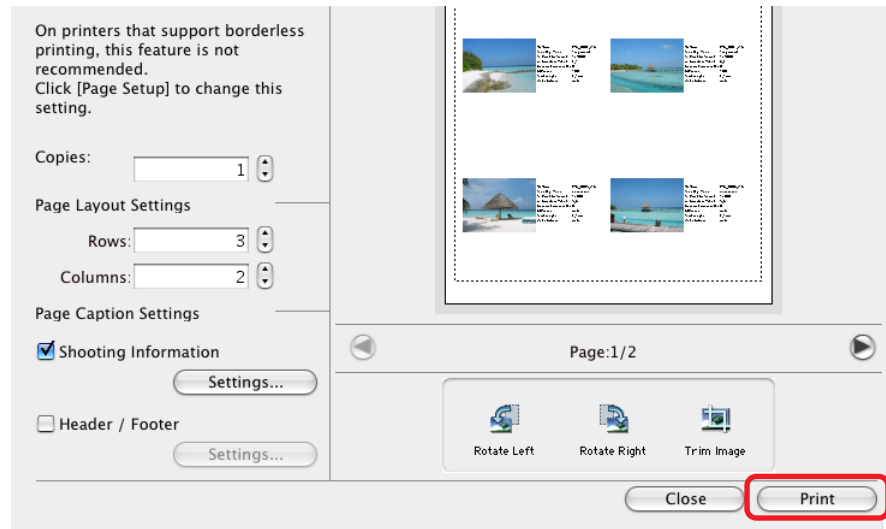 On printers that support borderless
printing, this feature is not
recommended.
Click [Page Setup] to change this
setting.
Copies:
1
Page Layout Settings
Rows:
3
Columns:
2
Page Caption Settings
Shooting Information
Settings...
Header / Footer
Settings...
Page:1/2
Rotate Left
Rotate Right
Trim Image
Close
Print